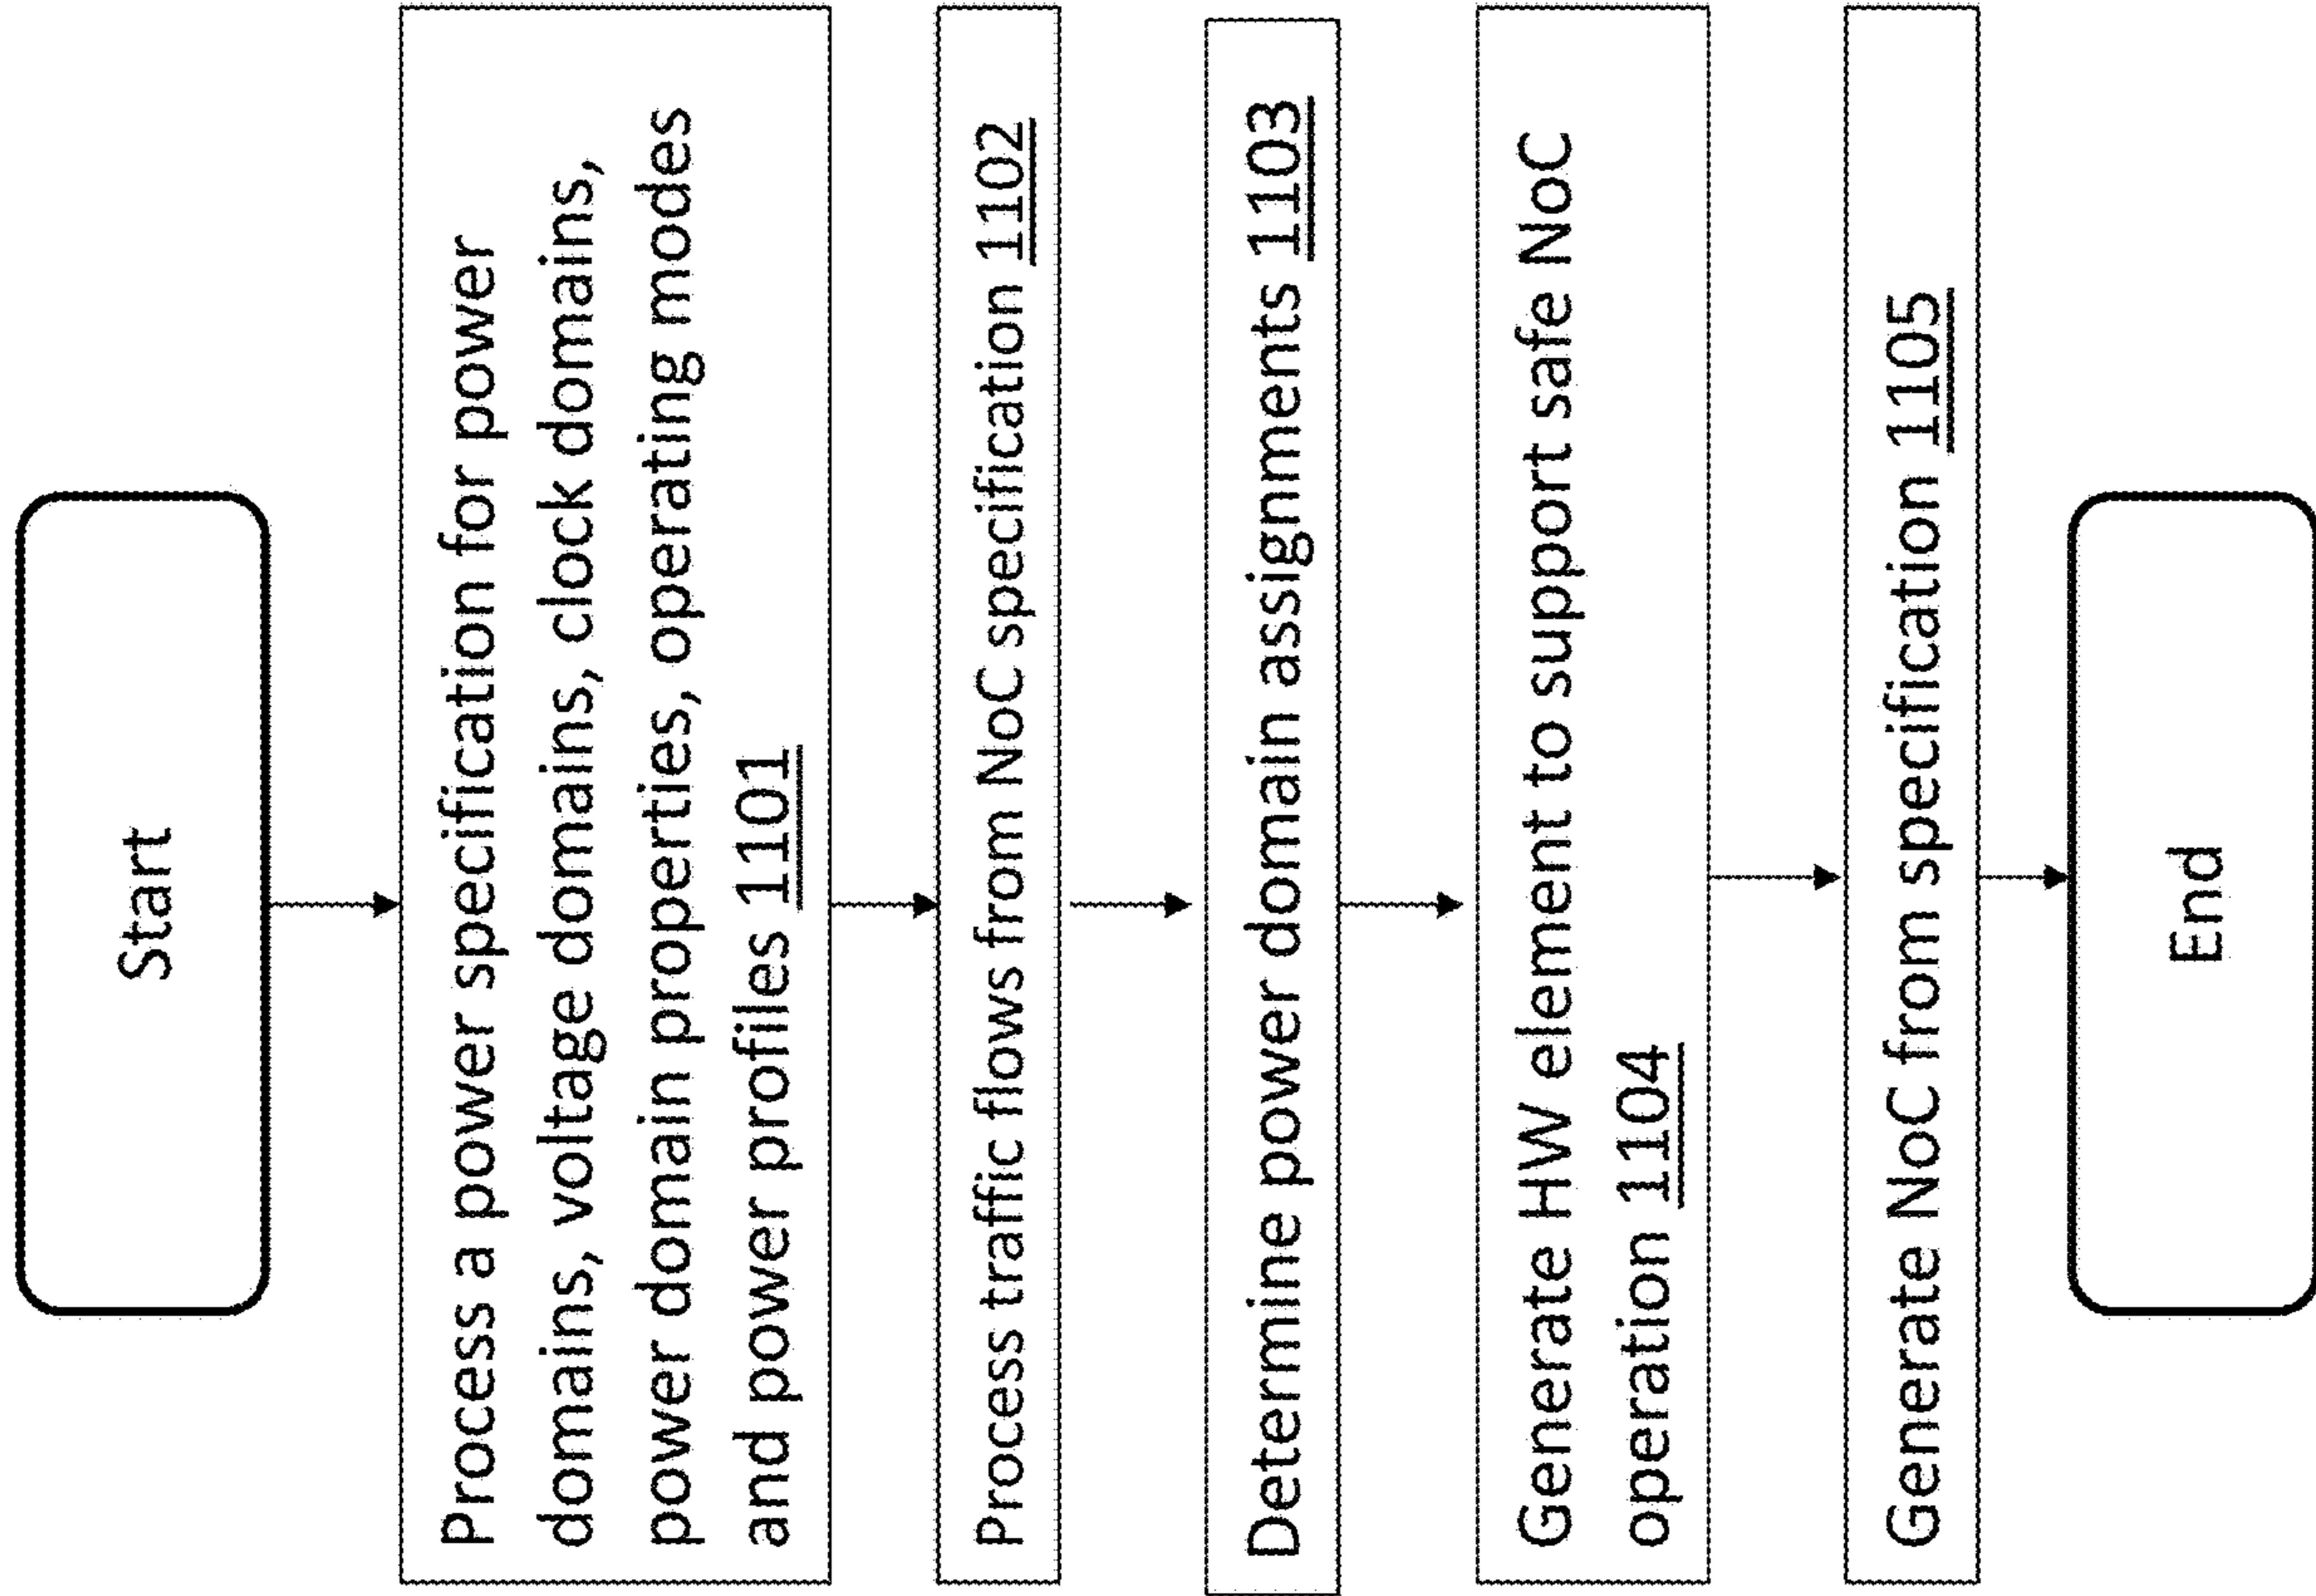 Start
Process a power specification for power
domains, voltage domains, clock domains,
power domain properties, operating modes
and power profiles 1101
Process traffic flows from NoC specification 1102
Determine power domain assignments 1103
Generate HW element to support safe NoC
operation 1104
Generate NoC from specification 1105
End